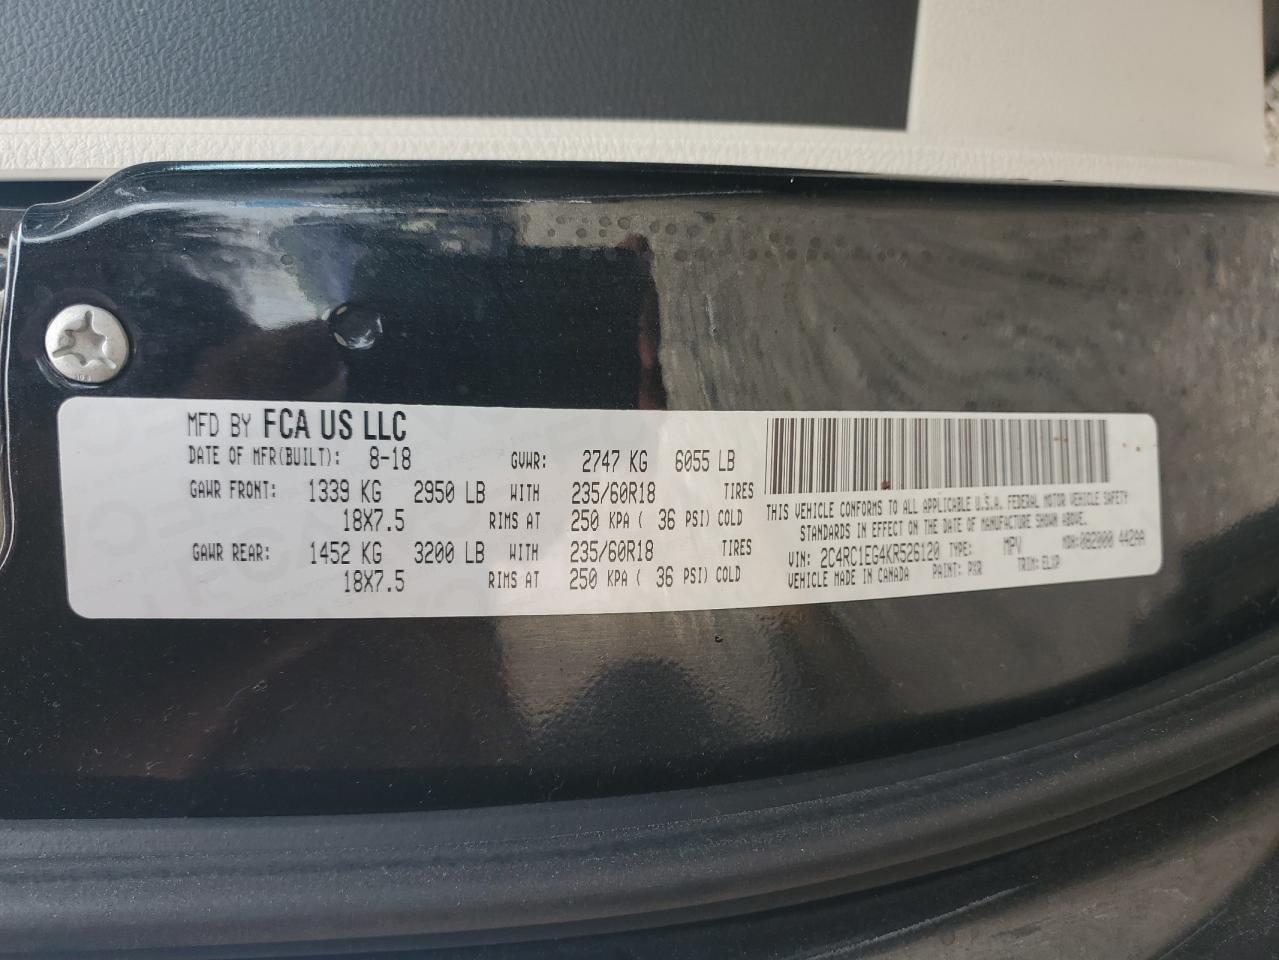 MFD BY FCA US LLC
DATE OF MFR(BUILT): 8-18 GVWR: 2747 KG 6055 LB
GAWR FRONT: 1339 KG 2950 LB WITH 235/60R18 TIRES
18X7.5 RIMS AT 250 KPA ( 36 PSI) COLD
GAWR REAR: 1452 KG 3200 LB WITH 235/60R18 TIRES
18X7.5 RIMS AT 250 KPA ( 36 PSI) COLD
THIS VEHICLE CONFORMS TO ALL APPLICABLE U.S.A. FEDERAL MOTOR VEHICLE SAFETY
STANDARDS IN EFFECT ON THE DATE OF MANUFACTURE SHOWN ABOVE.
VIN: 2C4RC1EG4KR526120 TYPE: MPV MDH:082000 442AA
VEHICLE MADE IN CANADA PAINT: PXR TRIM: